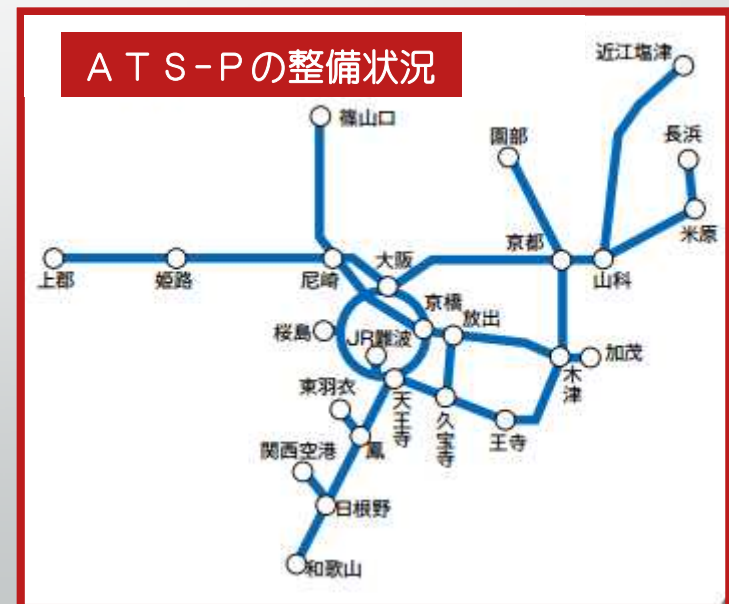 ＡＴＳ-Ｐの整備状況
近江塩津
篠山口
園部
長浜
米原
京都
山科
上郡
姫路
尼崎
大阪
京橋
放出
桜島
JR難波
加茂
木津
東羽衣
天王寺
久宝寺
王寺
鳳
関西空港
日根野
和歌山